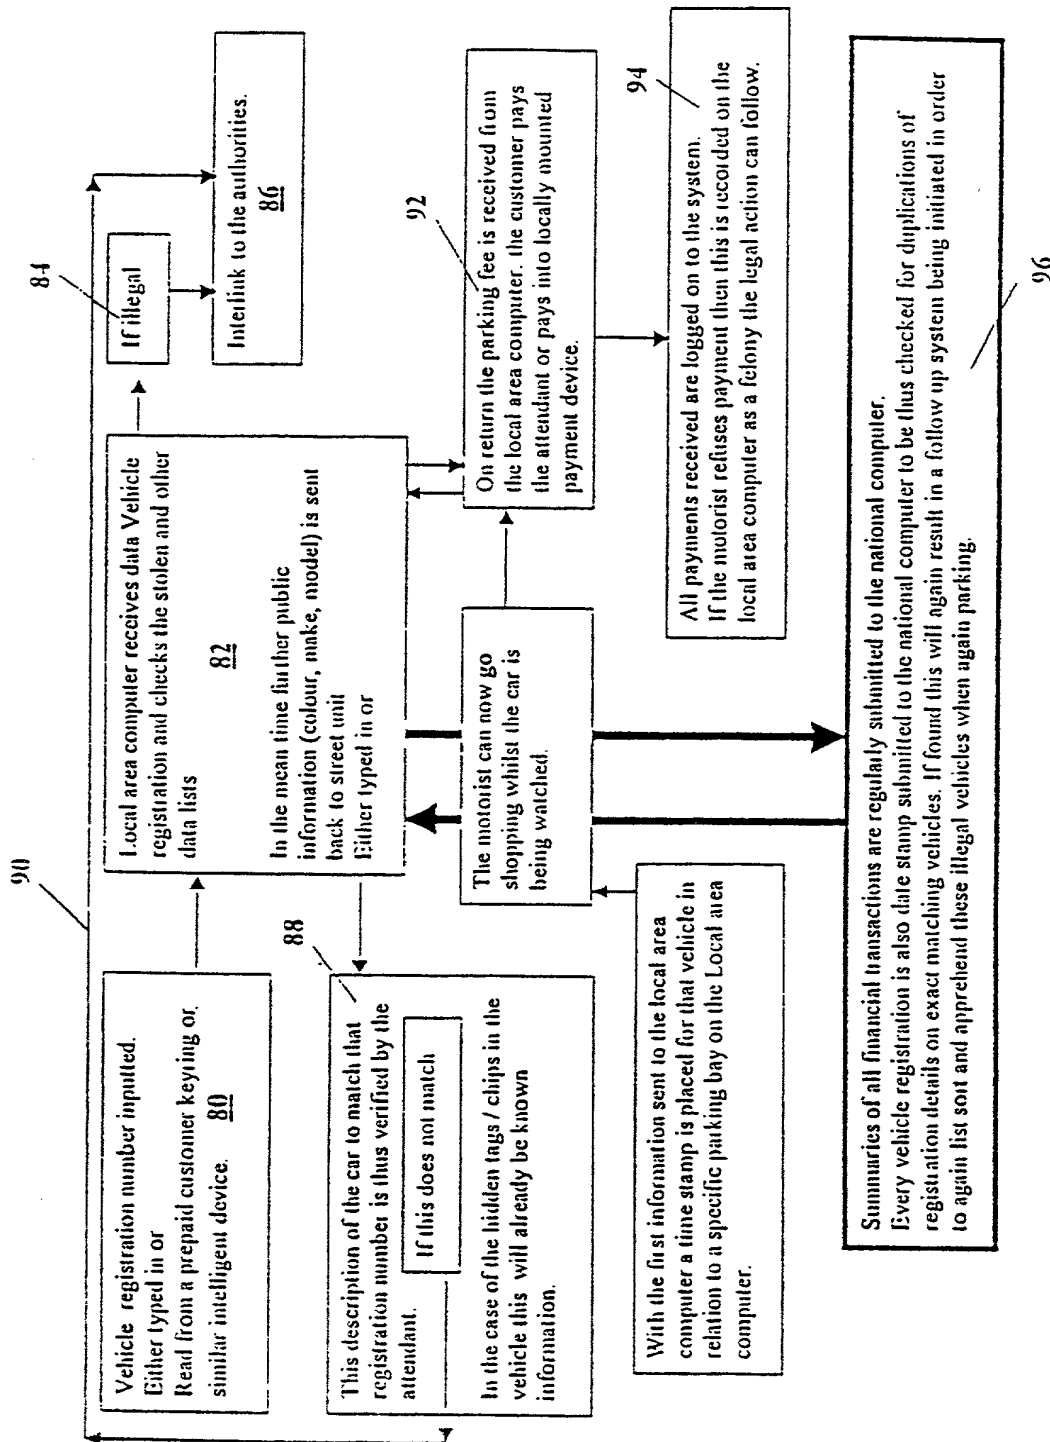 90
Vehicle registration number inputted.
Either typed in or
Read from a prepaid customer keyring or
similar intelligent device.
80
Local area computer receives data Vehicle
registration and checks the stolen and other
data lists
82
In the mean time further public
information (colour, make, model) is sent
back to street unit
Either typed in or
84
If illegal
Interlink to the authorities.
86
88
This description of the car to match that
registration number is thus verified by the
attendant.
If this does not match
In the case of the hidden tags / chips in the
vehicle this will already be known
information.
The motorist can now go
shopping whilst the car is
being watched.
92
On return the parking fee is received from
the local area computer. the customer pays
the attendant or pays into locally mounted
payment device.
With the first information sent to the local area
computer a time stamp is placed for that vehicle in
relation to a specific parking bay on the Local area
computer.
94
All payments received are logged on to the system.
If the motorist refuses payment then this is recorded on the
local area computer as a felony the legal action can follow.
Summaries of all financial transactions are regularly submitted to the national computer.
Every vehicle registration is also date stamp submitted to the national computer to be thus checked for duplications of
registration details on exact matching vehicles. If found this will again result in a follow up system being initiated in order
to again list sort and apprehend these illegal vehicles when again parking.
96